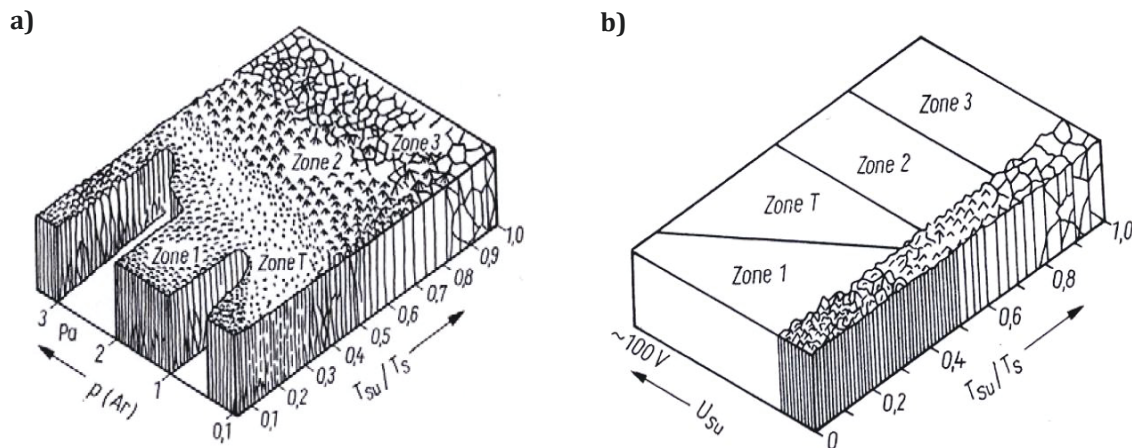 a)
Zone 1
Zone T
Zone 2
Zone 3
3
Pa
2
1
0,1
p (Ar)
0,1
0,2
0,3
0,4
0,5
0,6
0,7
0,8
0,9
1,0
T_Su / T_S
b)
Zone 3
Zone 2
Zone T
Zone 1
~100 V
U_Su
0
0,2
0,4
0,6
0,8
1,0
T_Su / T_S